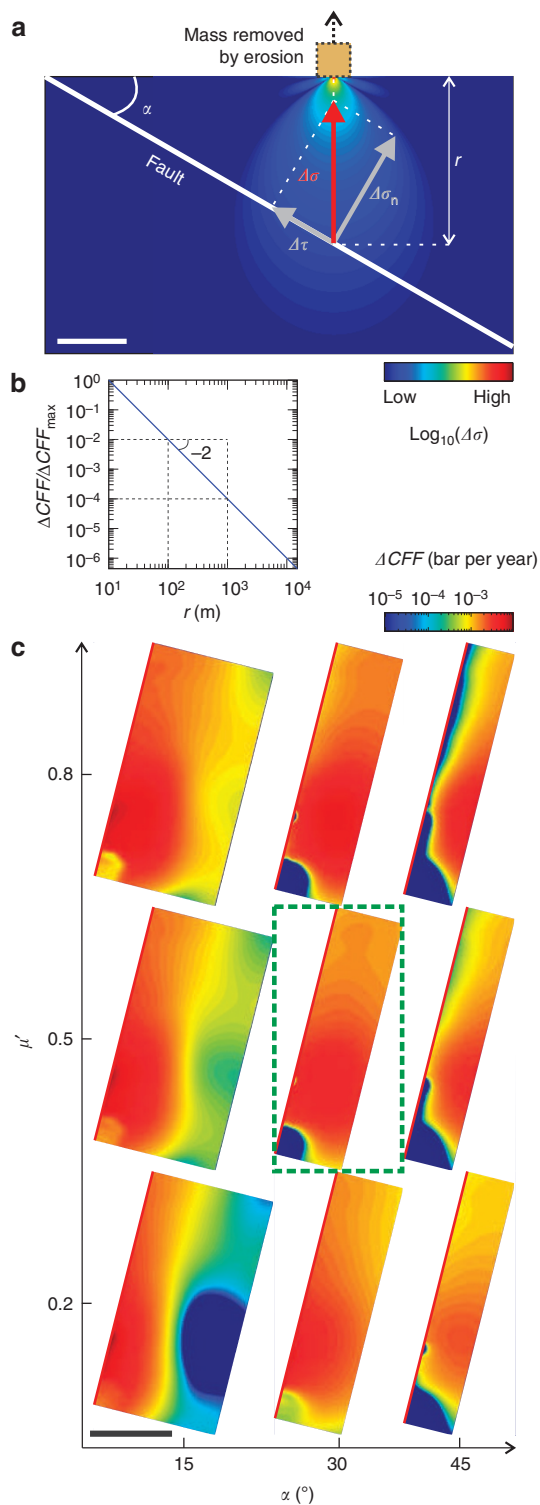 a
Mass removed
by erosion
α
Fault
Δσ
Δσn
Δτ
r
Low High
Log10(Δσ)
b
ΔCFF/ΔCFFmax
10^0
10^−1
10^−2
10^−3
10^−4
10^−5
10^−6
−2
10^1 10^2 10^3 10^4
r (m)
ΔCFF (bar per year)
10^−5 10^−4 10^−3
c
0.8
0.5
μ′
0.2
15 30 45
α (°)